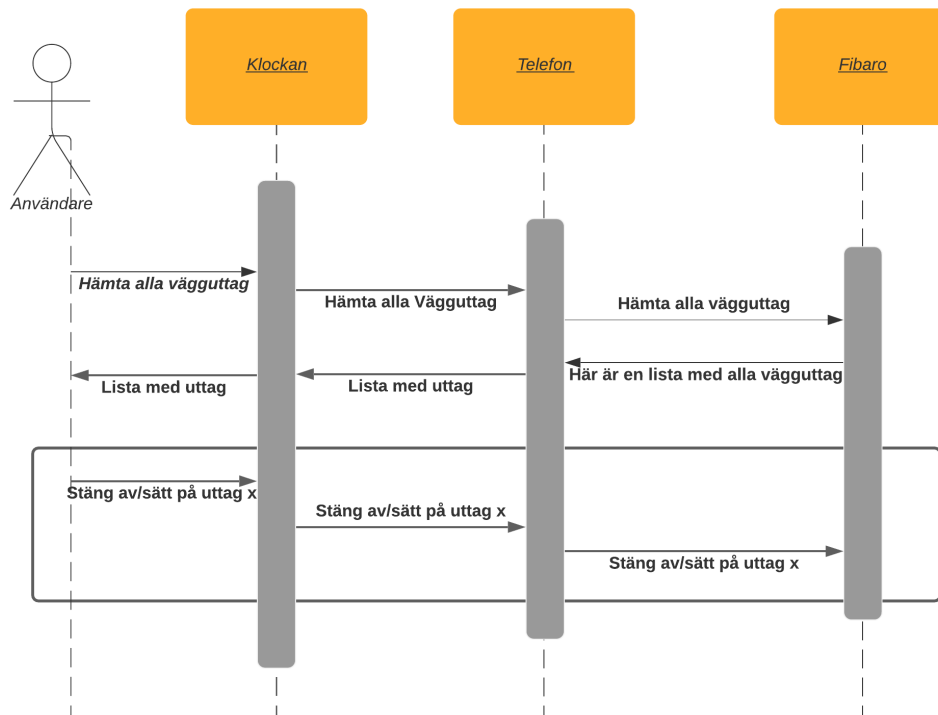 Klockan
Telefon
Fibaro
Användare
Hämta alla vägguttag
Hämta alla Vägguttag
Hämta alla vägguttag
Här är en lista med alla vägguttag
Lista med uttag
Lista med uttag
Stäng av/sätt på uttag x
Stäng av/sätt på uttag x
Stäng av/sätt på uttag x